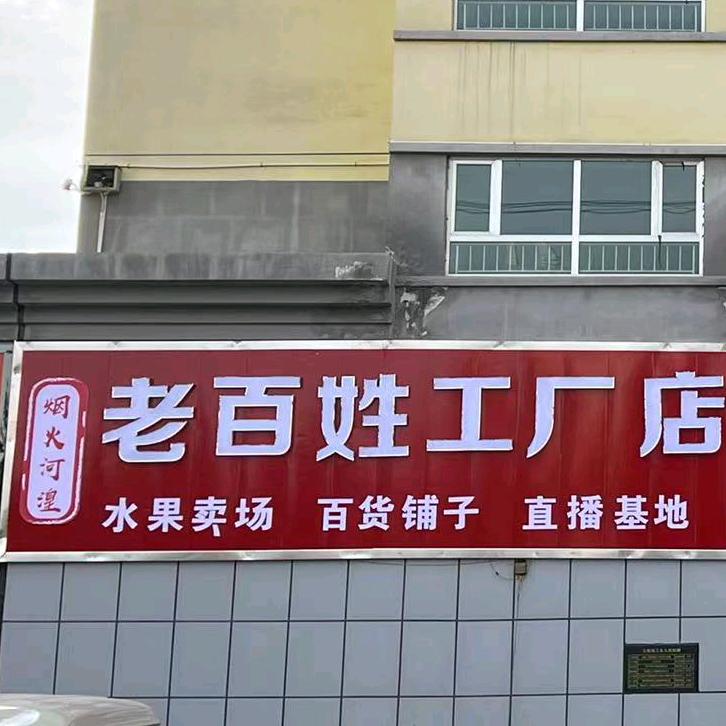 烟火河湟
老百姓工厂店
水果卖场 百货铺子 直播基地